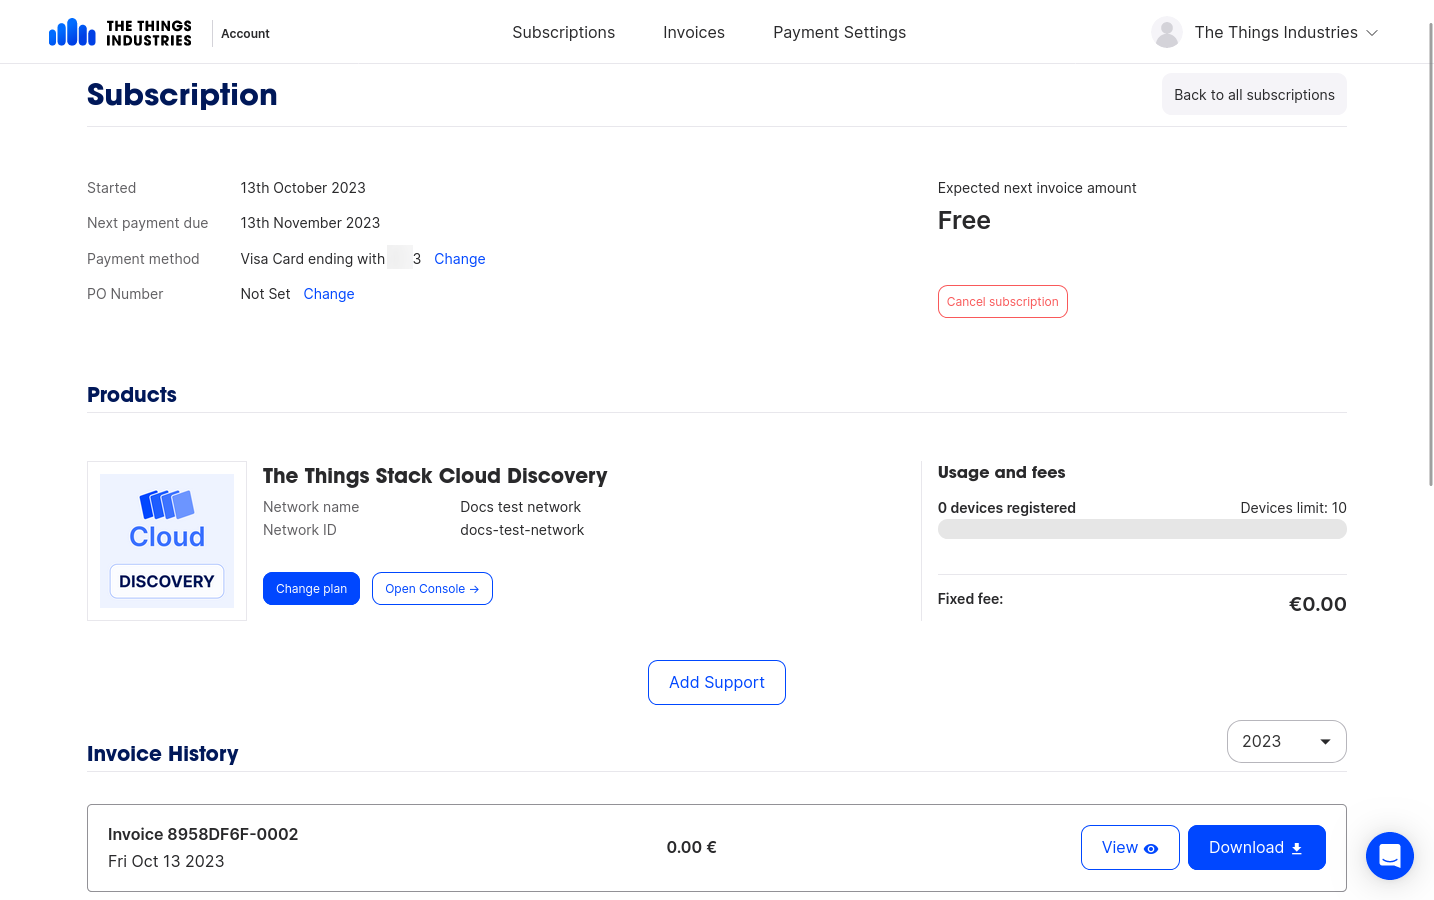 THE THINGS
INDUSTRIES
Account
Subscriptions
Invoices
Payment Settings
The Things Industries
Subscription
Back to all subscriptions
Started
13th October 2023
Next payment due
13th November 2023
Payment method
Visa Card ending with 3 Change
PO Number
Not Set Change
Expected next invoice amount
Free
Cancel subscription
Products
Cloud
DISCOVERY
The Things Stack Cloud Discovery
Network name
Docs test network
Network ID
docs-test-network
Change plan
Open Console →
Usage and fees
0 devices registered
Devices limit: 10
Fixed fee:
€0.00
Add Support
Invoice History
2023
Invoice 8958DF6F-0002
Fri Oct 13 2023
0.00 €
View
Download